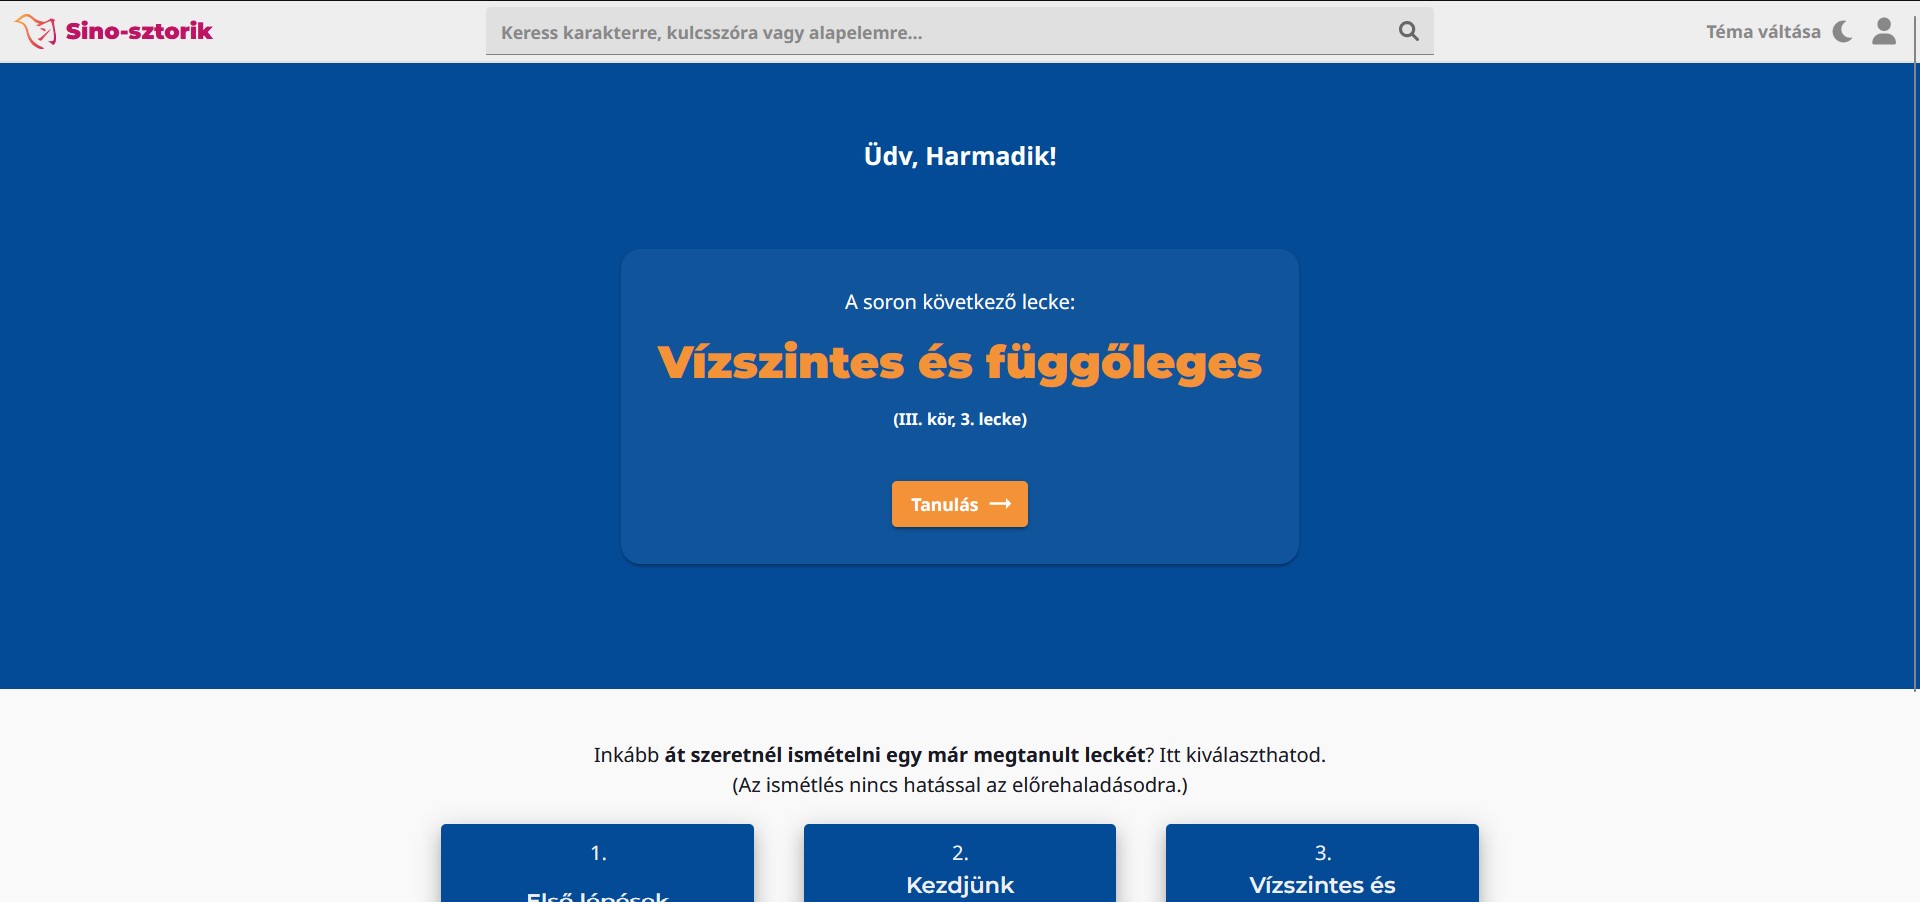 Sino-sztorik
Keress karakterre, kulcsszóra vagy alapelemre...
Téma váltása
Üdv, Harmadik!
A soron következő lecke:
Vízszintes és függőleges
(III. kör, 3. lecke)
Tanulás →
Inkább át szeretnél ismételni egy már megtanult leckét? Itt kiválaszthatod.
(Az ismétlés nincs hatással az előrehaladásodra.)
1.
Első lépések
2.
Kezdjünk
3.
Vízszintes és